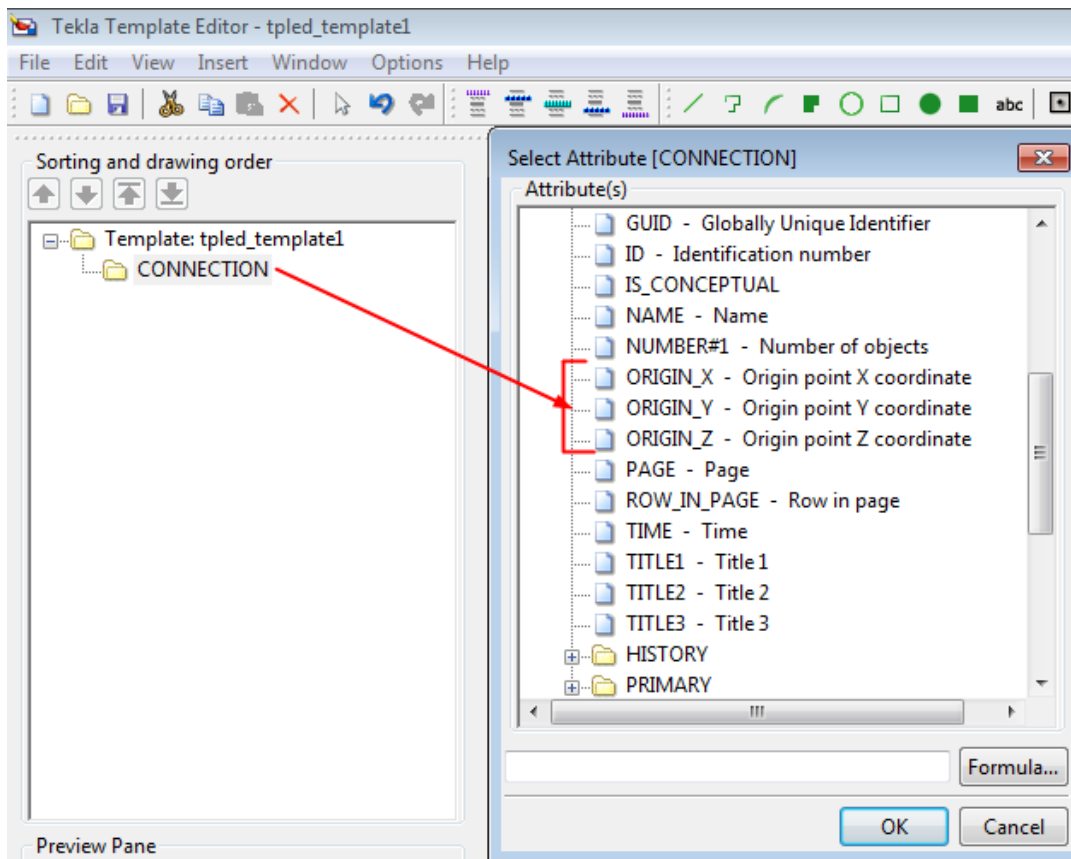 Tekla Template Editor - tpled_template1
File Edit View Insert Window Options Help
abc
Sorting and drawing order
Template: tpled_template1
CONNECTION
Preview Pane
Select Attribute [CONNECTION]
Attribute(s)
GUID - Globally Unique Identifier
ID - Identification number
IS_CONCEPTUAL
NAME - Name
NUMBER#1 - Number of objects
ORIGIN_X - Origin point X coordinate
ORIGIN_Y - Origin point Y coordinate
ORIGIN_Z - Origin point Z coordinate
PAGE - Page
ROW_IN_PAGE - Row in page
TIME - Time
TITLE1 - Title 1
TITLE2 - Title 2
TITLE3 - Title 3
HISTORY
PRIMARY
Formula...
OK Cancel